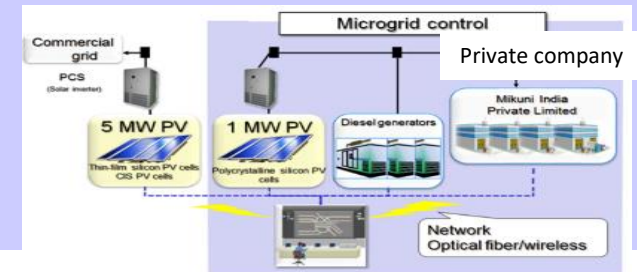 Microgrid control
Commercial
grid
Private company
PCS
(Solar inverter)
Mikuni India
Private Limited
5 MW PV
1 MW PV
Diesel generators
Thin-film silicon PV cells
CIS PV cells
Polycrystalline silicon PV
cells
Network
Optical fiber/wireless